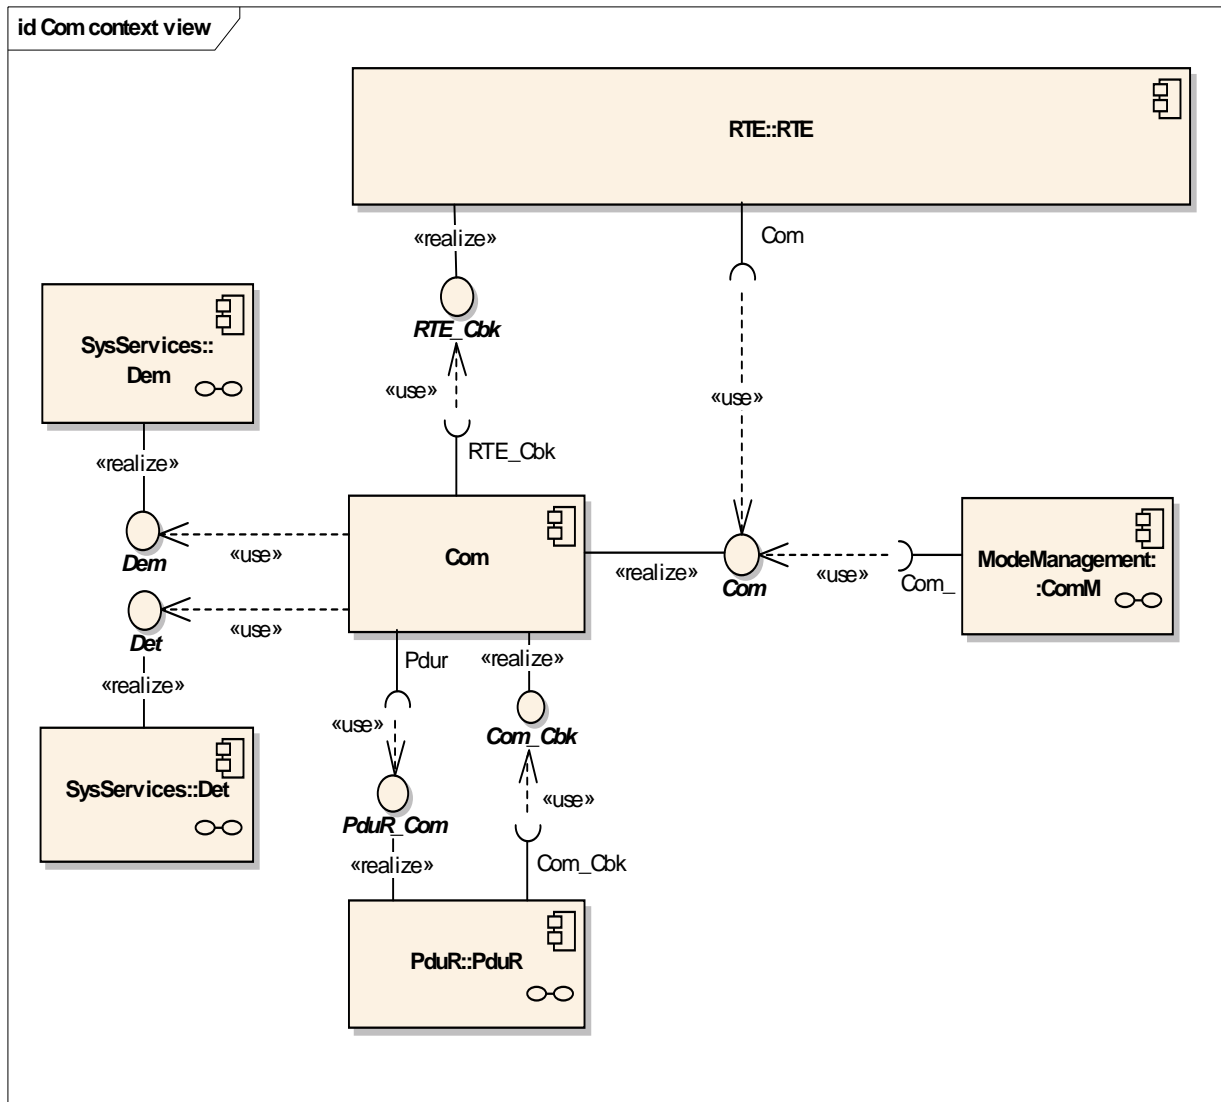 id Com context view
RTE::RTE
«realize»
Com
RTE_Cbk
SysServices::
Dem
«use»
«use»
RTE_Cbk
«realize»
Com
Dem
«use»
«realize»
Com
«use»
Com_
ModeManagement:
:ComM
Det
«use»
«realize»
Pdur
«realize»
«use»
Com_Cbk
SysServices::Det
«use»
PduR_Com
«realize»
Com_Cbk
PduR::PduR